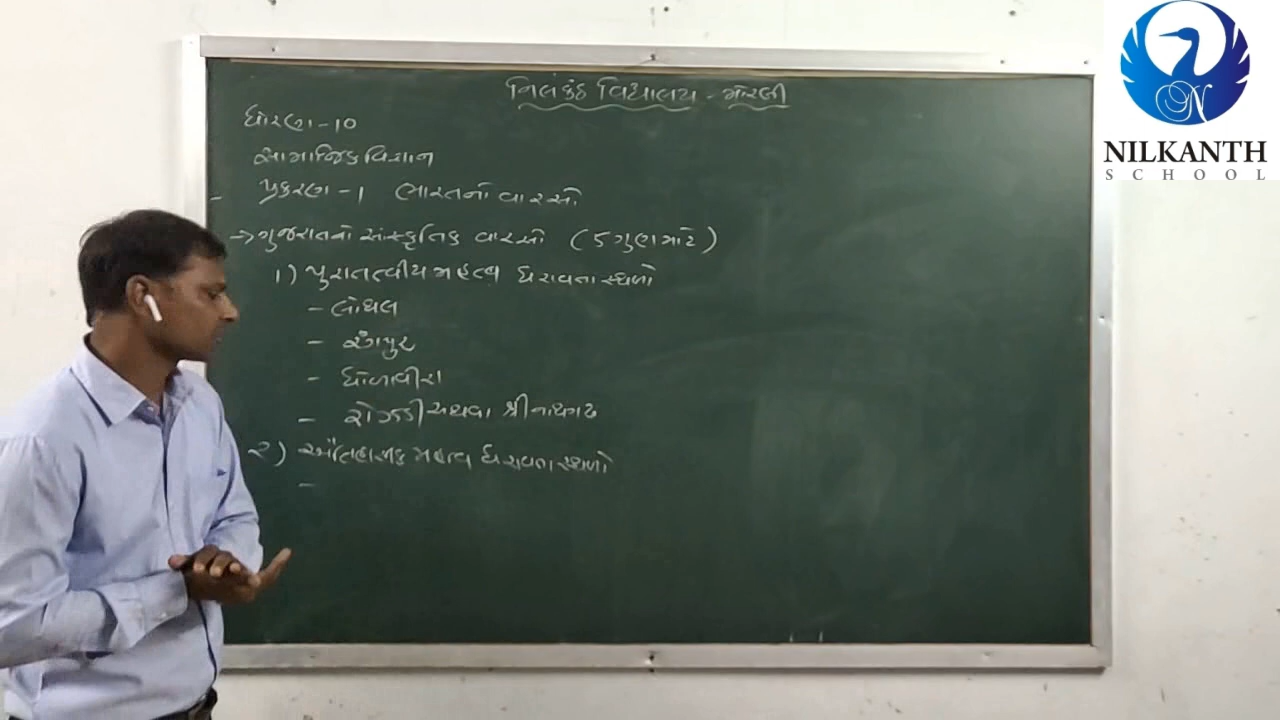 નિલકંઠ વિદ્યાલય - મોરબી
ધોરણ - 10
સામાજિક વિજ્ઞાન
પ્રકરણ - 1 ભારતનો વારસો
→ ગુજરાતનો સાંસ્કૃતિક વારસો (5 ગુણ માટે)
1) પુરાતત્વીય મહત્વ ધરાવતા સ્થળો
- લોથલ
- રંગપુર
- ધોળાવીરા
- રોઝડી અથવા શ્રીનાથગઢ
2) ઐતિહાસિક મહત્વ ધરાવતા સ્થળો
-
N
NILKANTH
SCHOOL